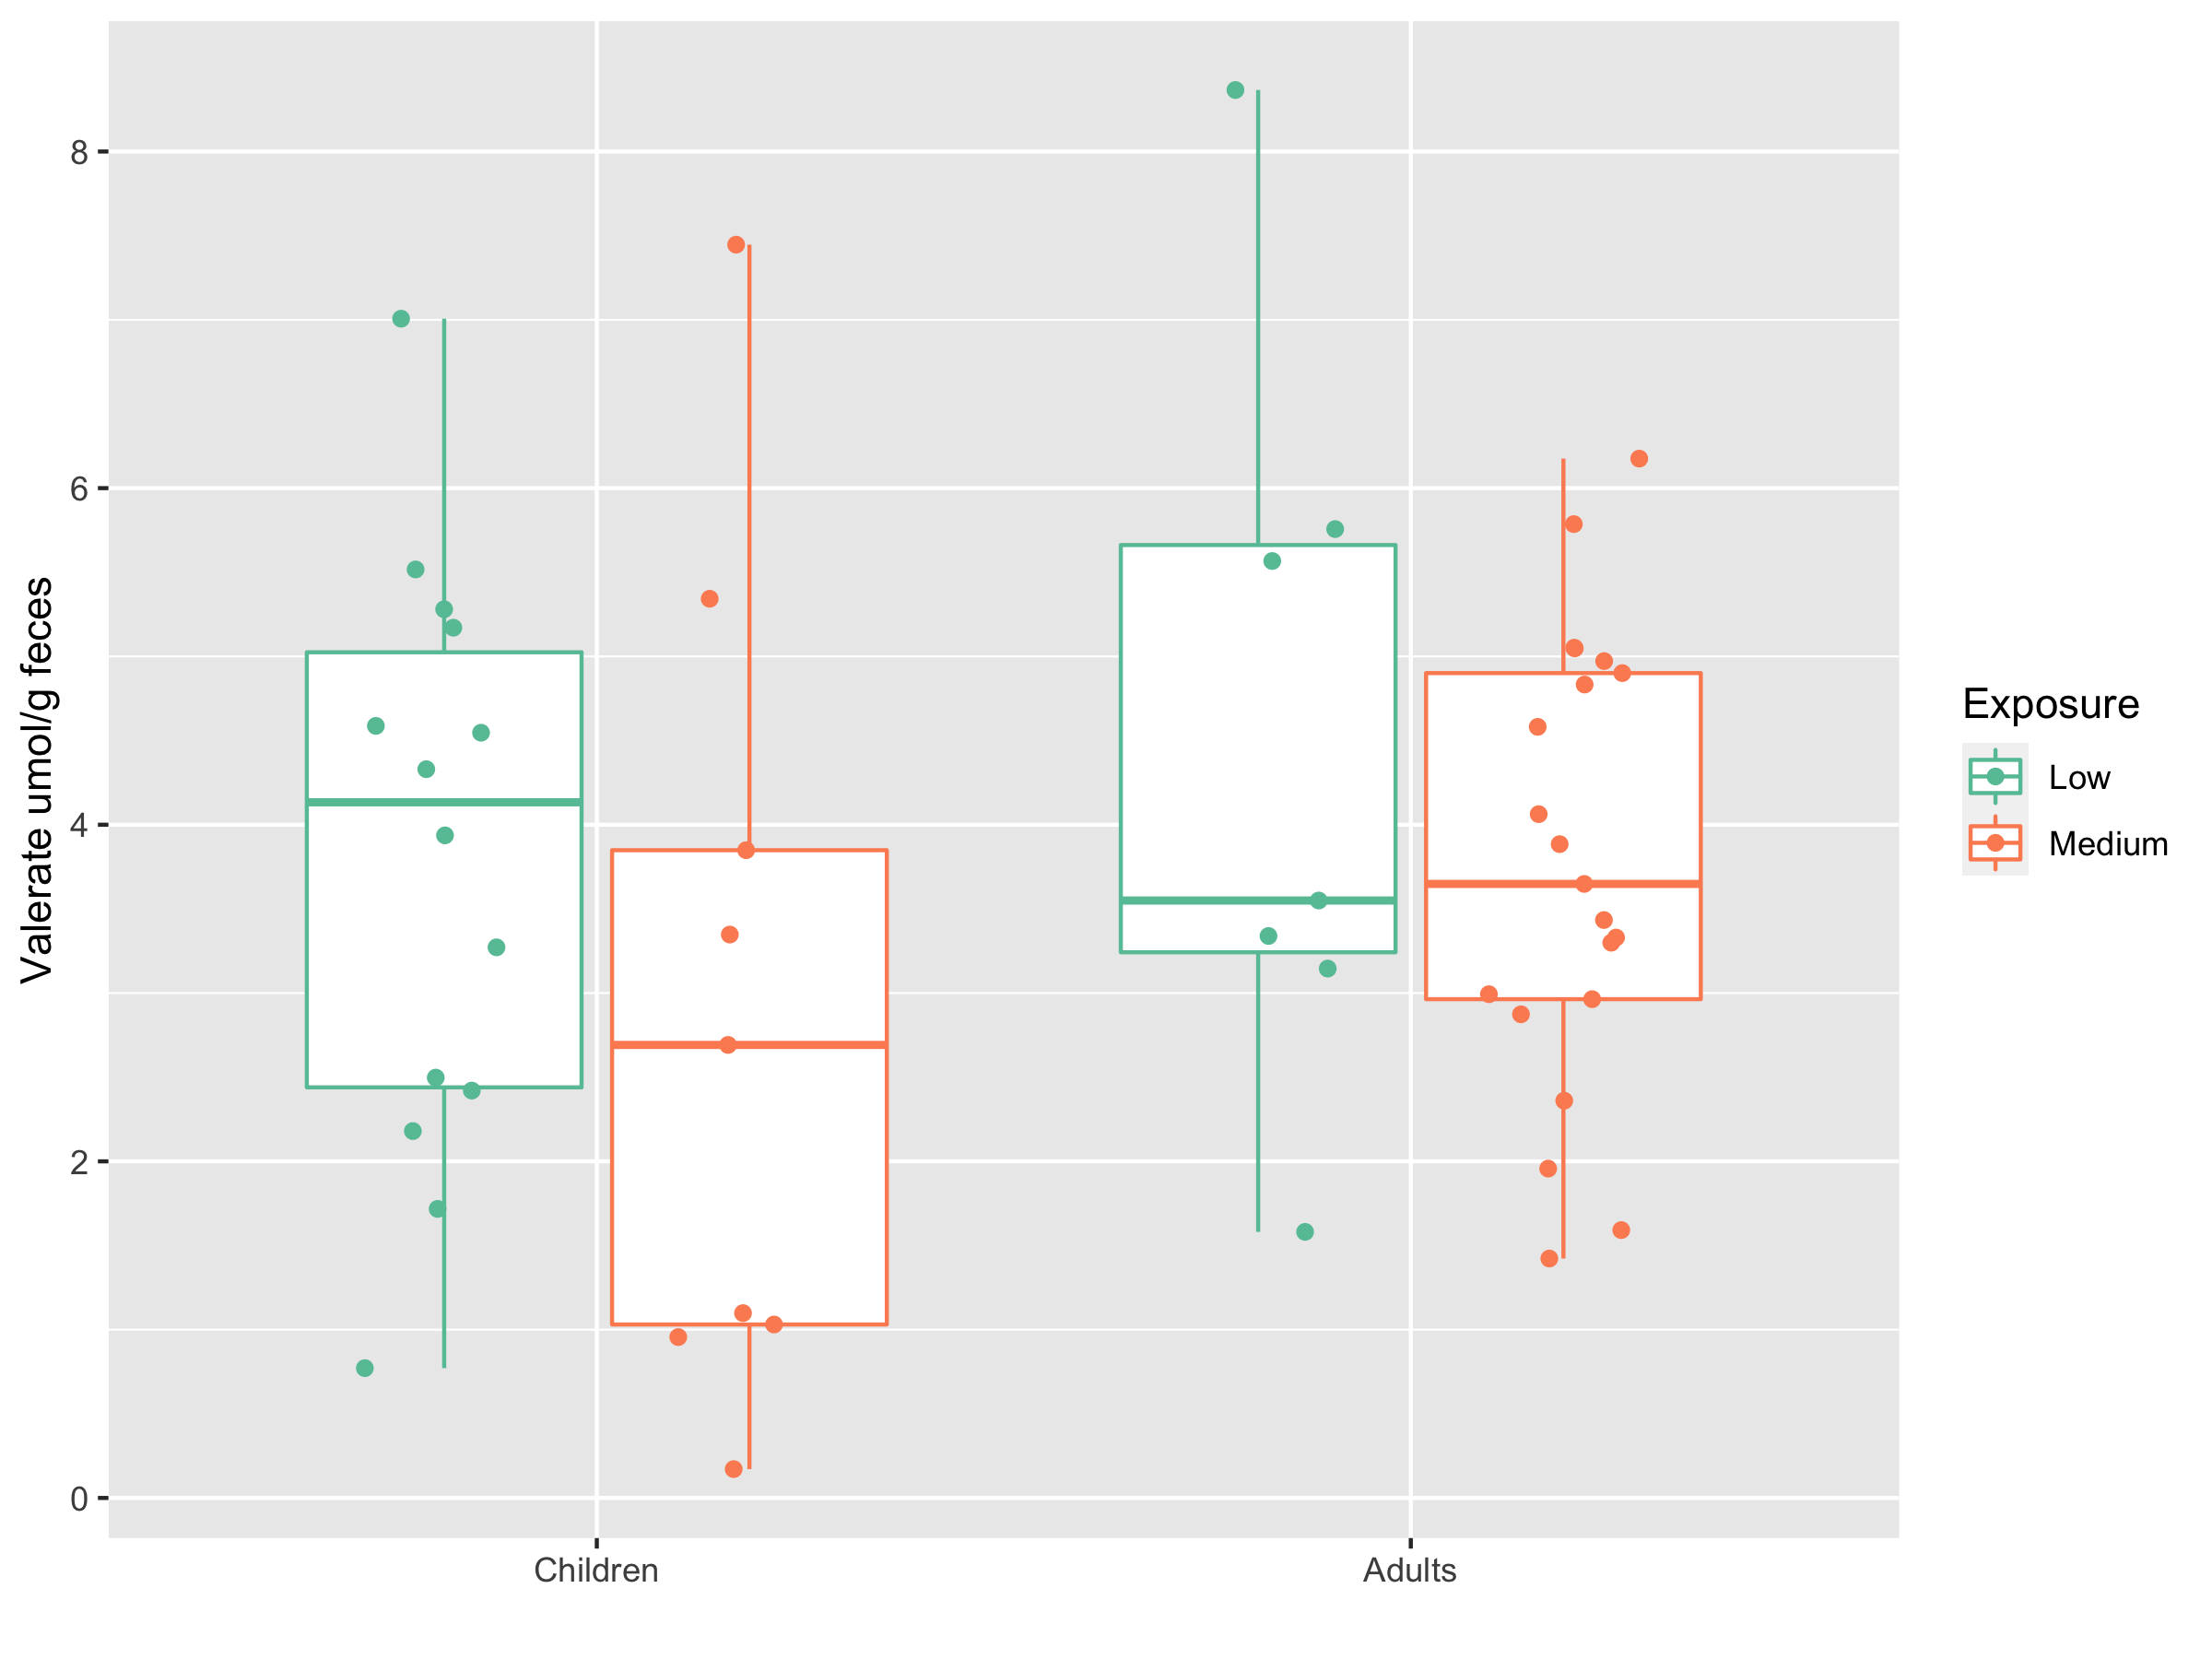 Valerate umol/g feces
8
6
4
2
0
Children
Adults
Exposure
Low
Medium